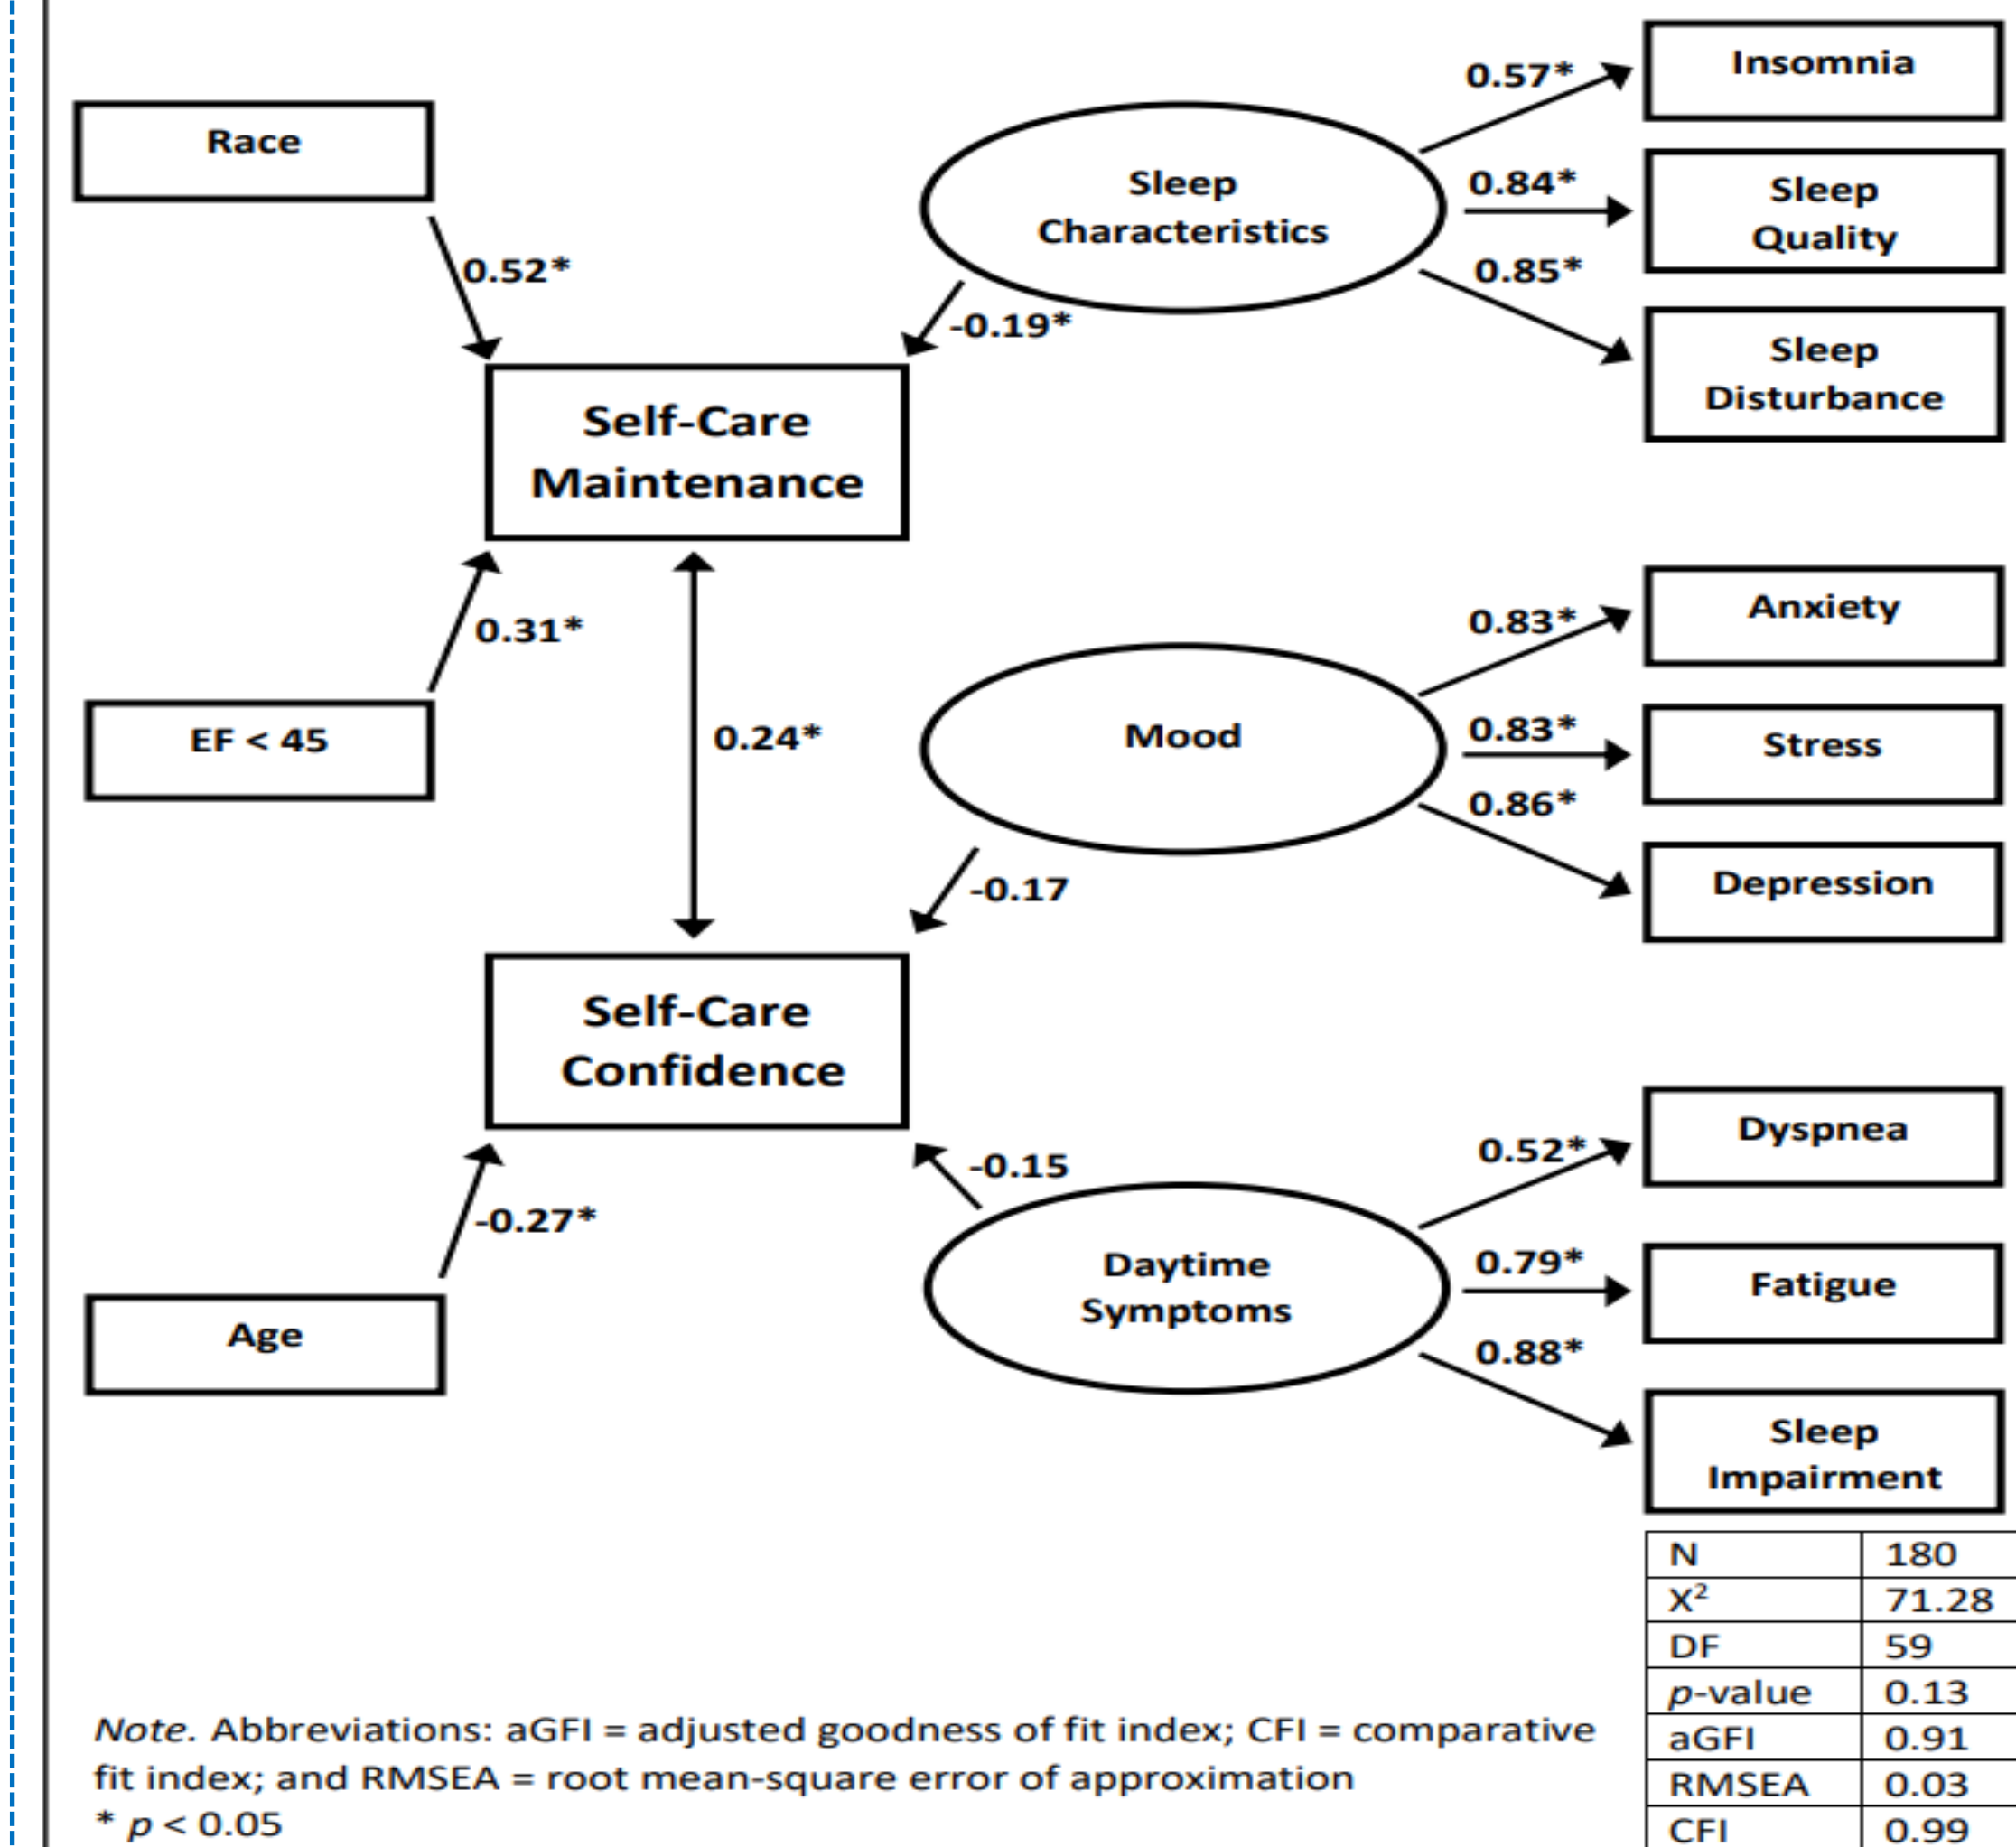 Insomnia
0.57*
Race
Sleep
Characteristics
0.84*
Sleep
Quality
0.52*
0.85*
-0.19*
Sleep
Disturbance
Self-Care
Maintenance
Anxiety
0.83*
0.31*
EF < 45
0.24*
Mood
0.83*
Stress
0.86*
-0.17
Depression
Self-Care
Confidence
Dyspnea
0.52*
-0.15
-0.27*
Daytime
Symptoms
0.79*
Fatigue
Age
0.88*
Sleep
Impairment
N 180
X² 71.28
DF 59
p-value 0.13
aGFI 0.91
RMSEA 0.03
CFI 0.99
Note. Abbreviations: aGFI = adjusted goodness of fit index; CFI = comparative
fit index; and RMSEA = root mean-square error of approximation
* p < 0.05